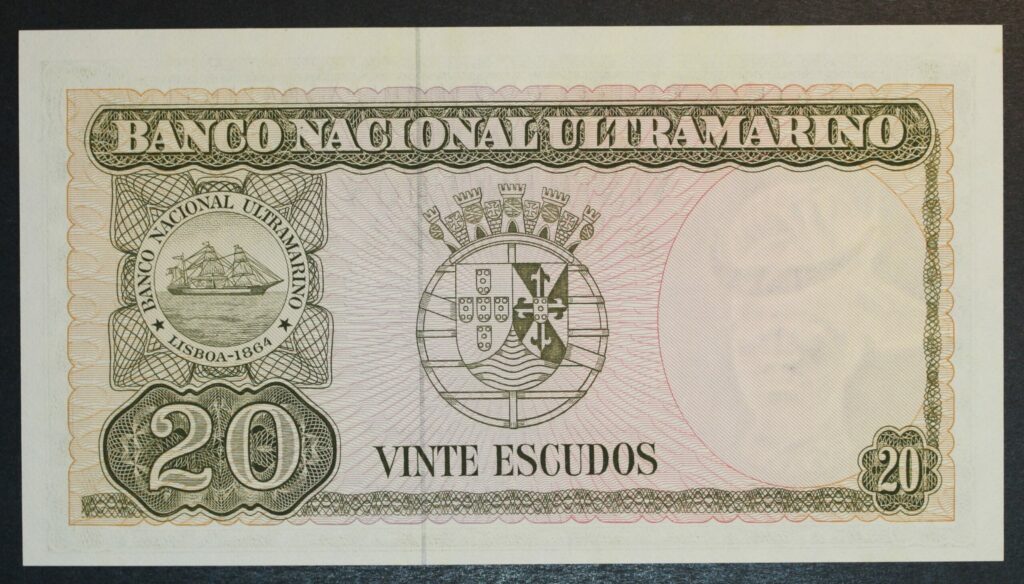 BANCO NACIONAL ULTRAMARINO
BANCO NACIONAL ULTRAMARINO
LISBOA-1864
20
VINTE ESCUDOS
20